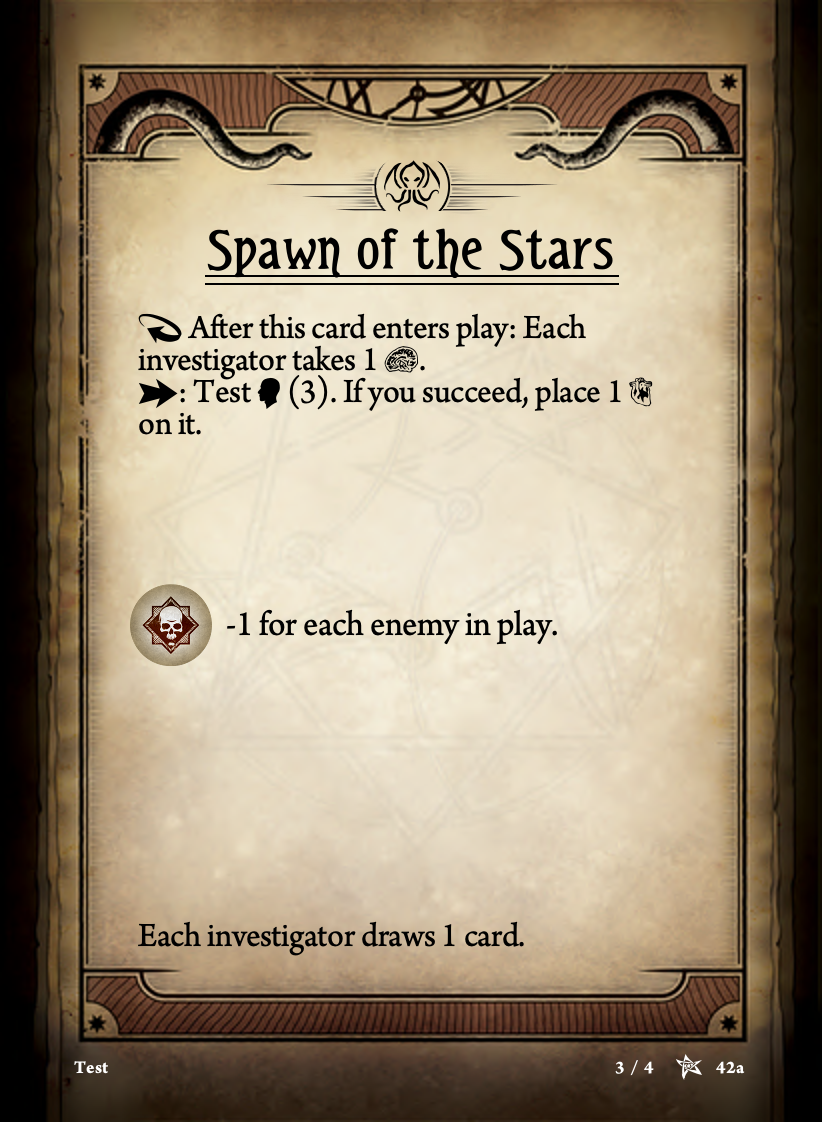 Spawn of the Stars
After this card enters play: Each
investigator takes 1 .
: Test (3). If you succeed, place 1
on it.
-1 for each enemy in play.
Each investigator draws 1 card.
Test
3 / 4 42a